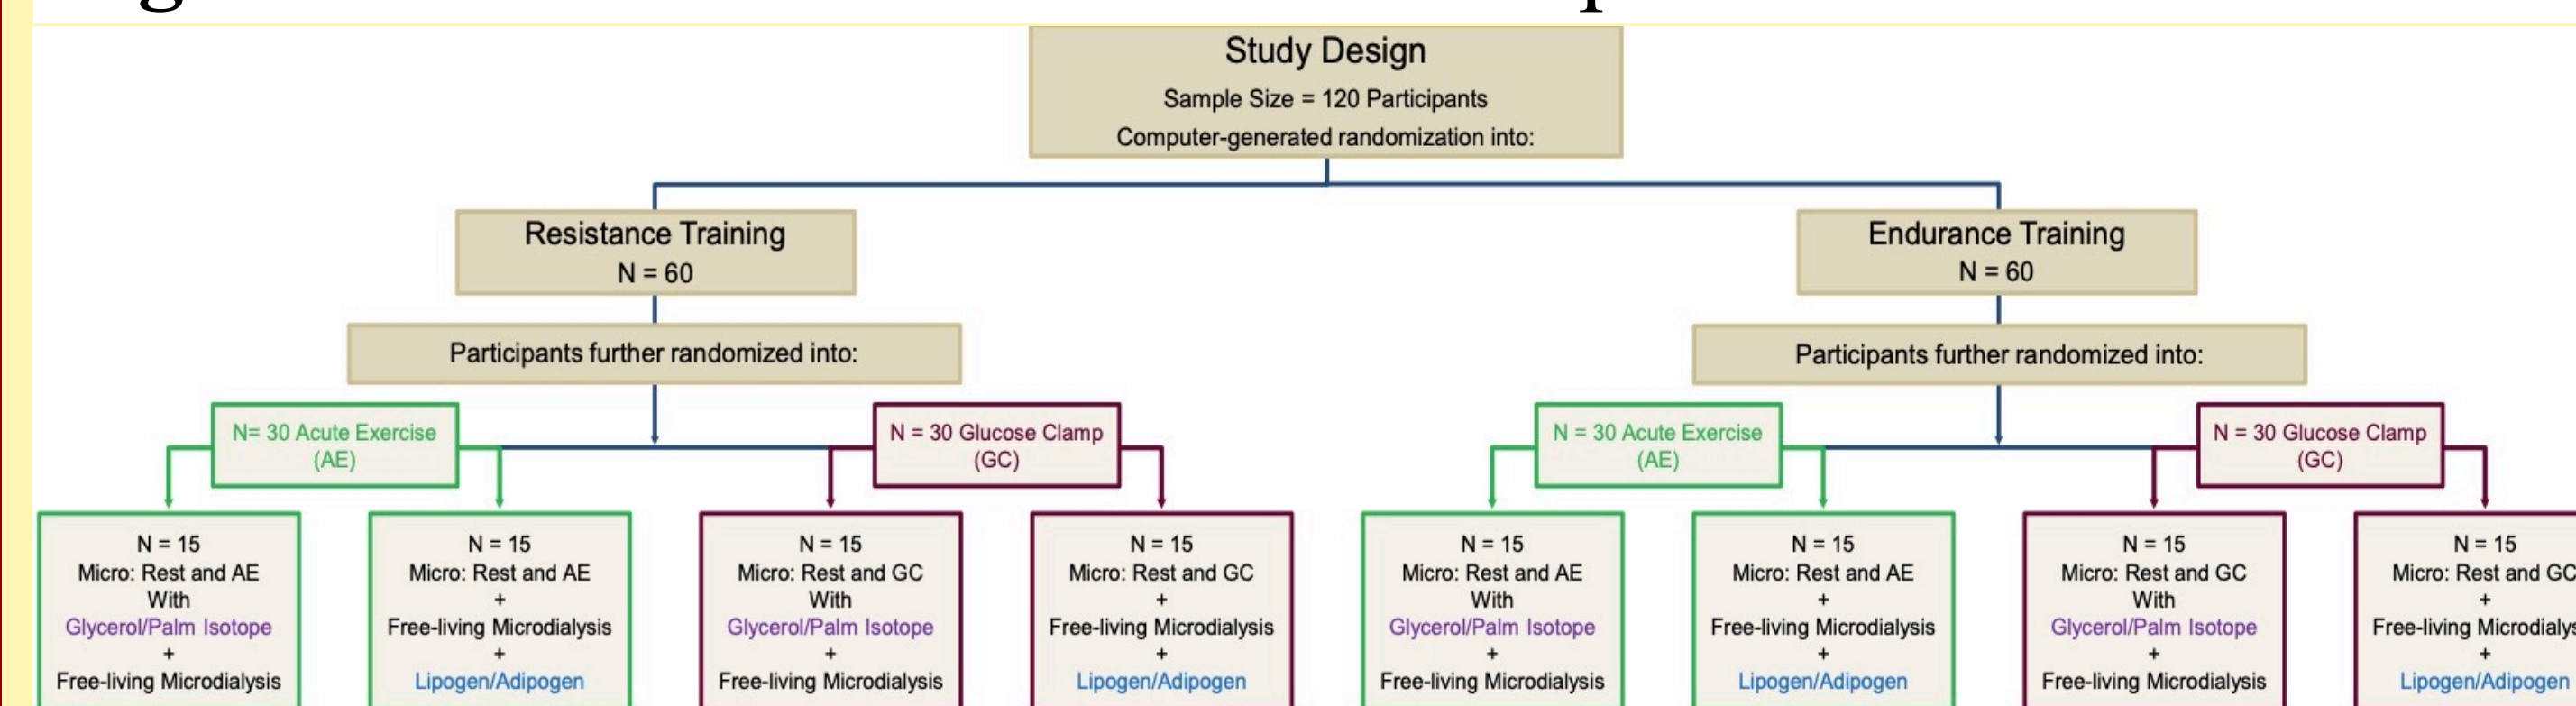 Study Design
Sample Size = 120 Participants
Computer-generated randomization into:
Resistance Training
N = 60
Endurance Training
N = 60
Participants further randomized into:
Participants further randomized into:
N= 30 Acute Exercise
(AE)
N = 30 Glucose Clamp
(GC)
N = 30 Acute Exercise
(AE)
N = 30 Glucose Clamp
(GC)
N = 15
Micro: Rest and AE
With
Glycerol/Palm Isotope
+
Free-living Microdialysis
N = 15
Micro: Rest and AE
+
Free-living Microdialysis
+
Lipogen/Adipogen
N = 15
Micro: Rest and GC
With
Glycerol/Palm Isotope
+
Free-living Microdialysis
N = 15
Micro: Rest and GC
+
Free-living Microdialysis
+
Lipogen/Adipogen
N = 15
Micro: Rest and AE
With
Glycerol/Palm Isotope
+
Free-living Microdialysis
N = 15
Micro: Rest and AE
+
Free-living Microdialysis
+
Lipogen/Adipogen
N = 15
Micro: Rest and GC
With
Glycerol/Palm Isotope
+
Free-living Microdialysis
N = 15
Micro: Rest and GC
+
Free-living
+
Lipogen/Adipogen